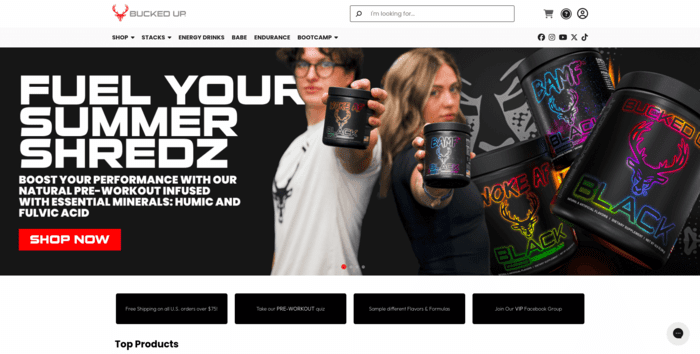 BUCKED UP
I'm looking for...
SHOP STACKS ENERGY DRINKS BABE ENDURANCE BOOTCAMP
FUEL YOUR
SUMMER
SHREDZ
BOOST YOUR PERFORMANCE WITH OUR
NATURAL PRE-WORKOUT INFUSED
WITH ESSENTIAL MINERALS: HUMIC AND
FULVIC ACID
SHOP NOW
WOKE AF
BLACK
BAMF
BLACK
BAMF
WOKE AF
BLACK
BUCKED UP
BLACK
Free Shipping on all U.S. orders over $75!
Take our PRE-WORKOUT quiz
Sample different Flavors & Formulas
Join Our VIP Facebook Group
Top Products